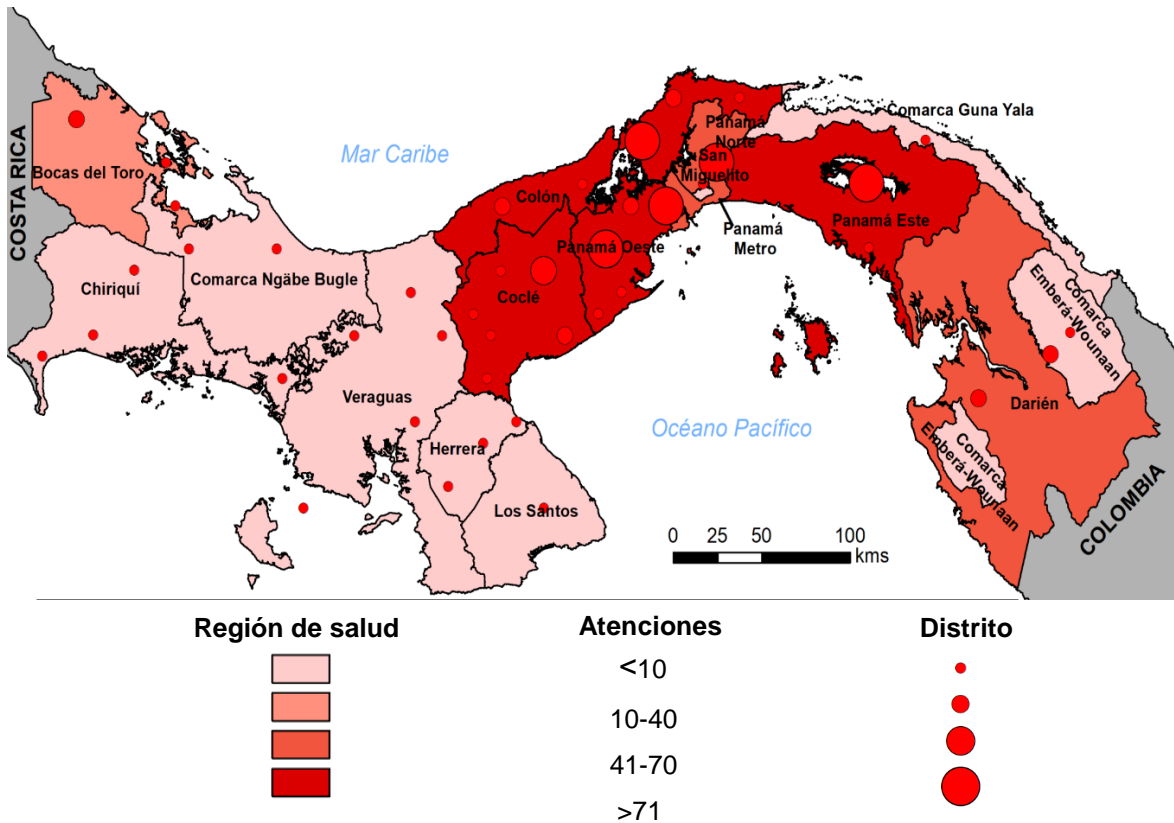 COSTA RICA
Bocas del Toro
Mar Caribe
Comarca Guna Yala
Panamá
Norte
San
Miguelito
Colón
Panamá Este
Panamá
Metro
Panamá Oeste
Comarca Ngäbe Bugle
Chiriquí
Coclé
Comarca
Emberá-Wounaan
Veraguas
Darién
Océano Pacífico
Herrera
Comarca
Emberá-Wounaan
Los Santos
COLOMBIA
0 25 50 100
kms
Región de salud Atenciones Distrito
<10
10-40
41-70
>71